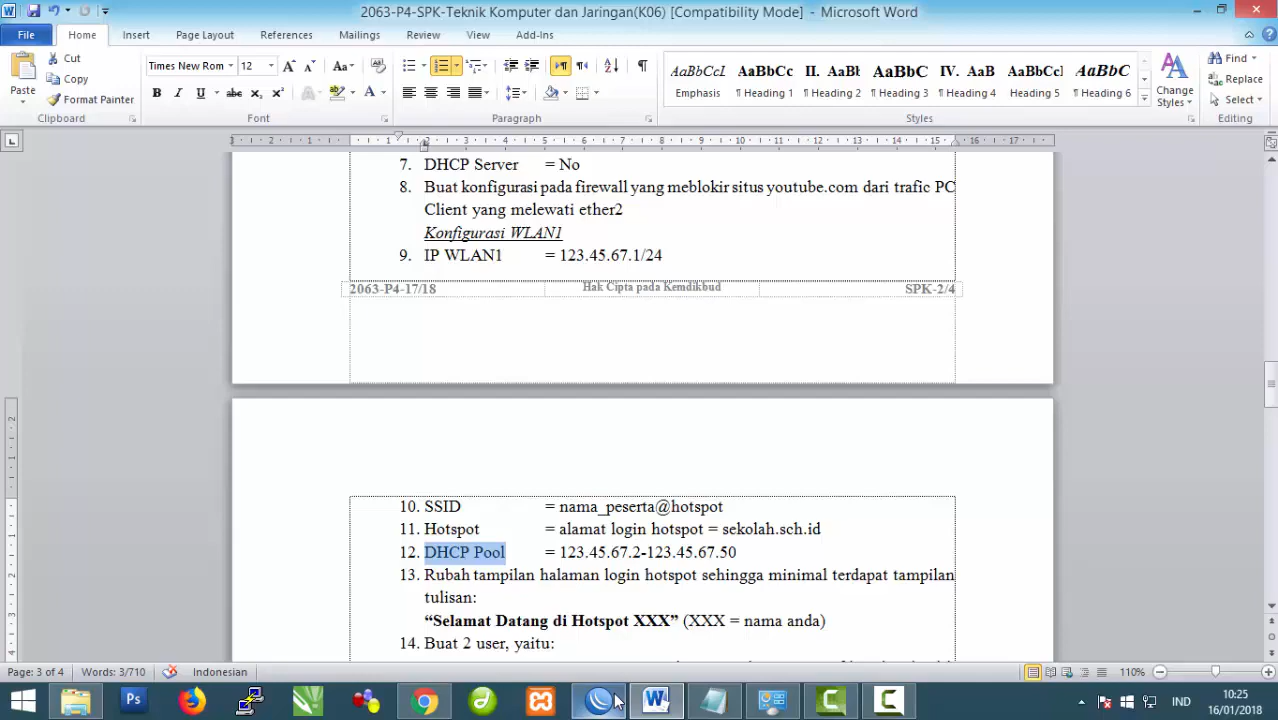 2063-P4-SPK-Teknik Komputer dan Jaringan(K06) [Compatibility Mode] - Microsoft Word
File Home Insert Page Layout References Mailings Review View Add-Ins
Paste
Cut
Copy
Format Painter
Clipboard
Times New Rom 12
Font
Paragraph
AaBbCcI AaBbCc II. AaBb AaBbCc IV. AaB AaBbCcI AaBbCc
Emphasis ¶ Heading 1 ¶ Heading 2 ¶ Heading 3 ¶ Heading 4 ¶ Heading 5 ¶ Heading 6
Styles
Change Styles
Find
Replace
Select
Editing
7. DHCP Server = No
8. Buat konfigurasi pada firewall yang meblokir situs youtube.com dari trafic PC
Client yang melewati ether2
Konfigurasi WLAN1
9. IP WLAN1 = 123.45.67.1/24
2063-P4-17/18 Hak Cipta pada Kemdikbud SPK-2/4
10. SSID = nama_peserta@hotspot
11. Hotspot = alamat login hotspot = sekolah.sch.id
12. DHCP Pool = 123.45.67.2-123.45.67.50
13. Rubah tampilan halaman login hotspot sehingga minimal terdapat tampilan
tulisan:
“Selamat Datang di Hotspot XXX” (XXX = nama anda)
14. Buat 2 user, yaitu:
Page: 3 of 4 Words: 3/710 Indonesian 110%
IND 10:25
16/01/2018